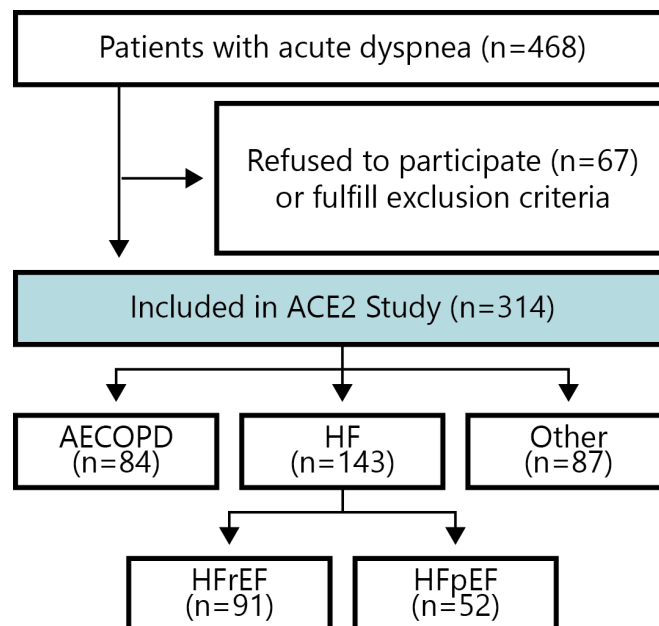 Patients with acute dyspnea (n=468)
Refused to participate (n=67)
or fulfill exclusion criteria
Included in ACE2 Study (n=314)
AECOPD
(n=84)
HF
(n=143)
Other
(n=87)
HFrEF
(n=91)
HFpEF
(n=52)